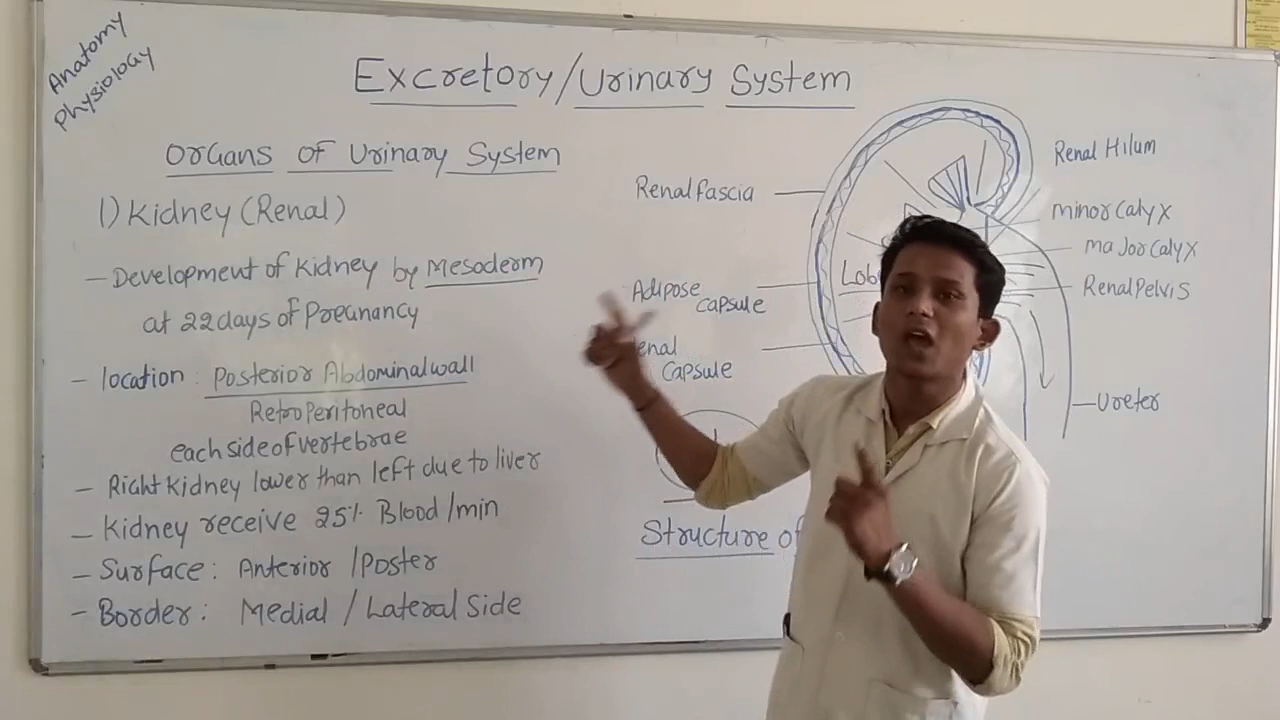 Anatomy
Physiology
Excretory/Urinary System
Organs of Urinary System
1) Kidney (Renal)
- Development of Kidney by Mesoderm
at 22 days of Preunancy
- location: Posterior Abdominal wall
Retroperitoneal
each side of vertebrae
- Right Kidney lower than left due to liver
- Kidney receive 25% Blood/min
- Surface: Anterior/Poster
- Border: Medial/Lateral Side
Renal fascia
Adipose
Capsule
enal
Capsule
Lob
Structure of
Renal Hilum
minor Calyx
major Calyx
Renal Pelvis
Ureter